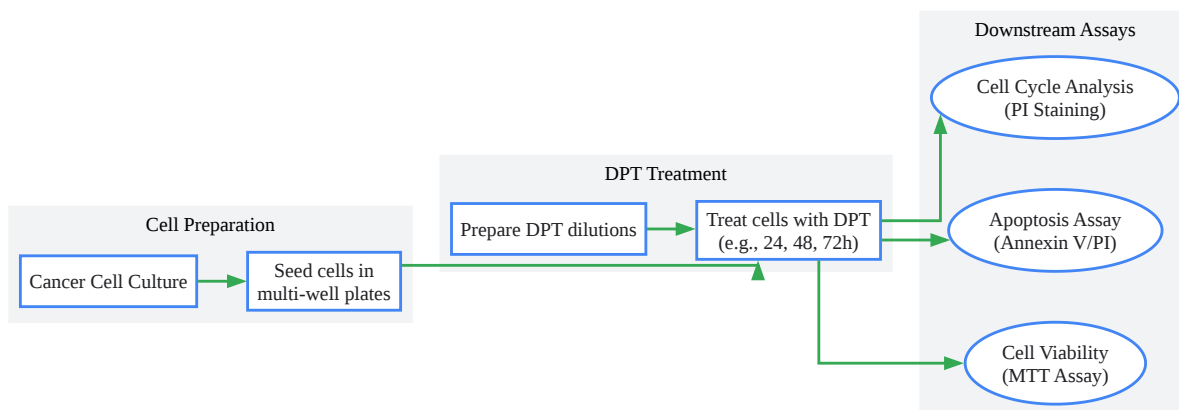 Cell Preparation
Cancer Cell Culture
Seed cells in
multi-well plates
DPT Treatment
Prepare DPT dilutions
Treat cells with DPT
(e.g., 24, 48, 72h)
Downstream Assays
Cell Cycle Analysis
(PI Staining)
Apoptosis Assay
(Annexin V/PI)
Cell Viability
(MTT Assay)